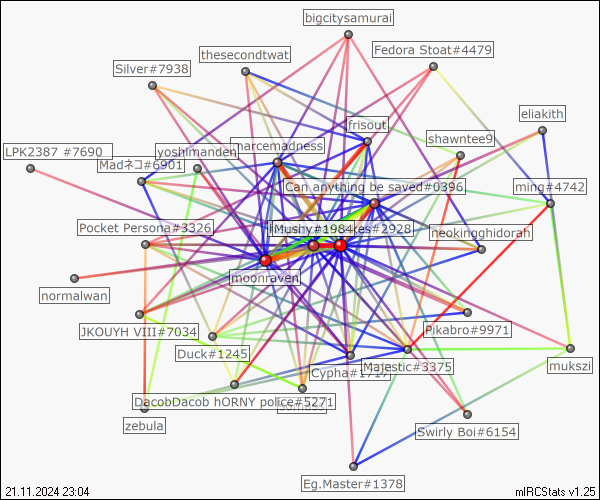 bigcitysamurai
Fedora Stoat#4479
thesecondtwat
Silver#7938
eliakith
frisout
shawntee9
marcemadness
LPK2387 #7690
yoshimanden
Madネコ#6901
Can anything be saved#0396
ming#4742
Pocket Persona#3326
Mushy#1984
kes#2928
neokingghidorah
moonraven
normalwan
JKOUYH VIII#7034
Pikabro#9971
Duck#1245
Cypha#1717
Majestic#3375
mukszi
DacobDacob hORNY police#5271
zebula
Swirly Boi#6154
Eg.Master#1378
21.11.2024 23:04
mIRCStats v1.25